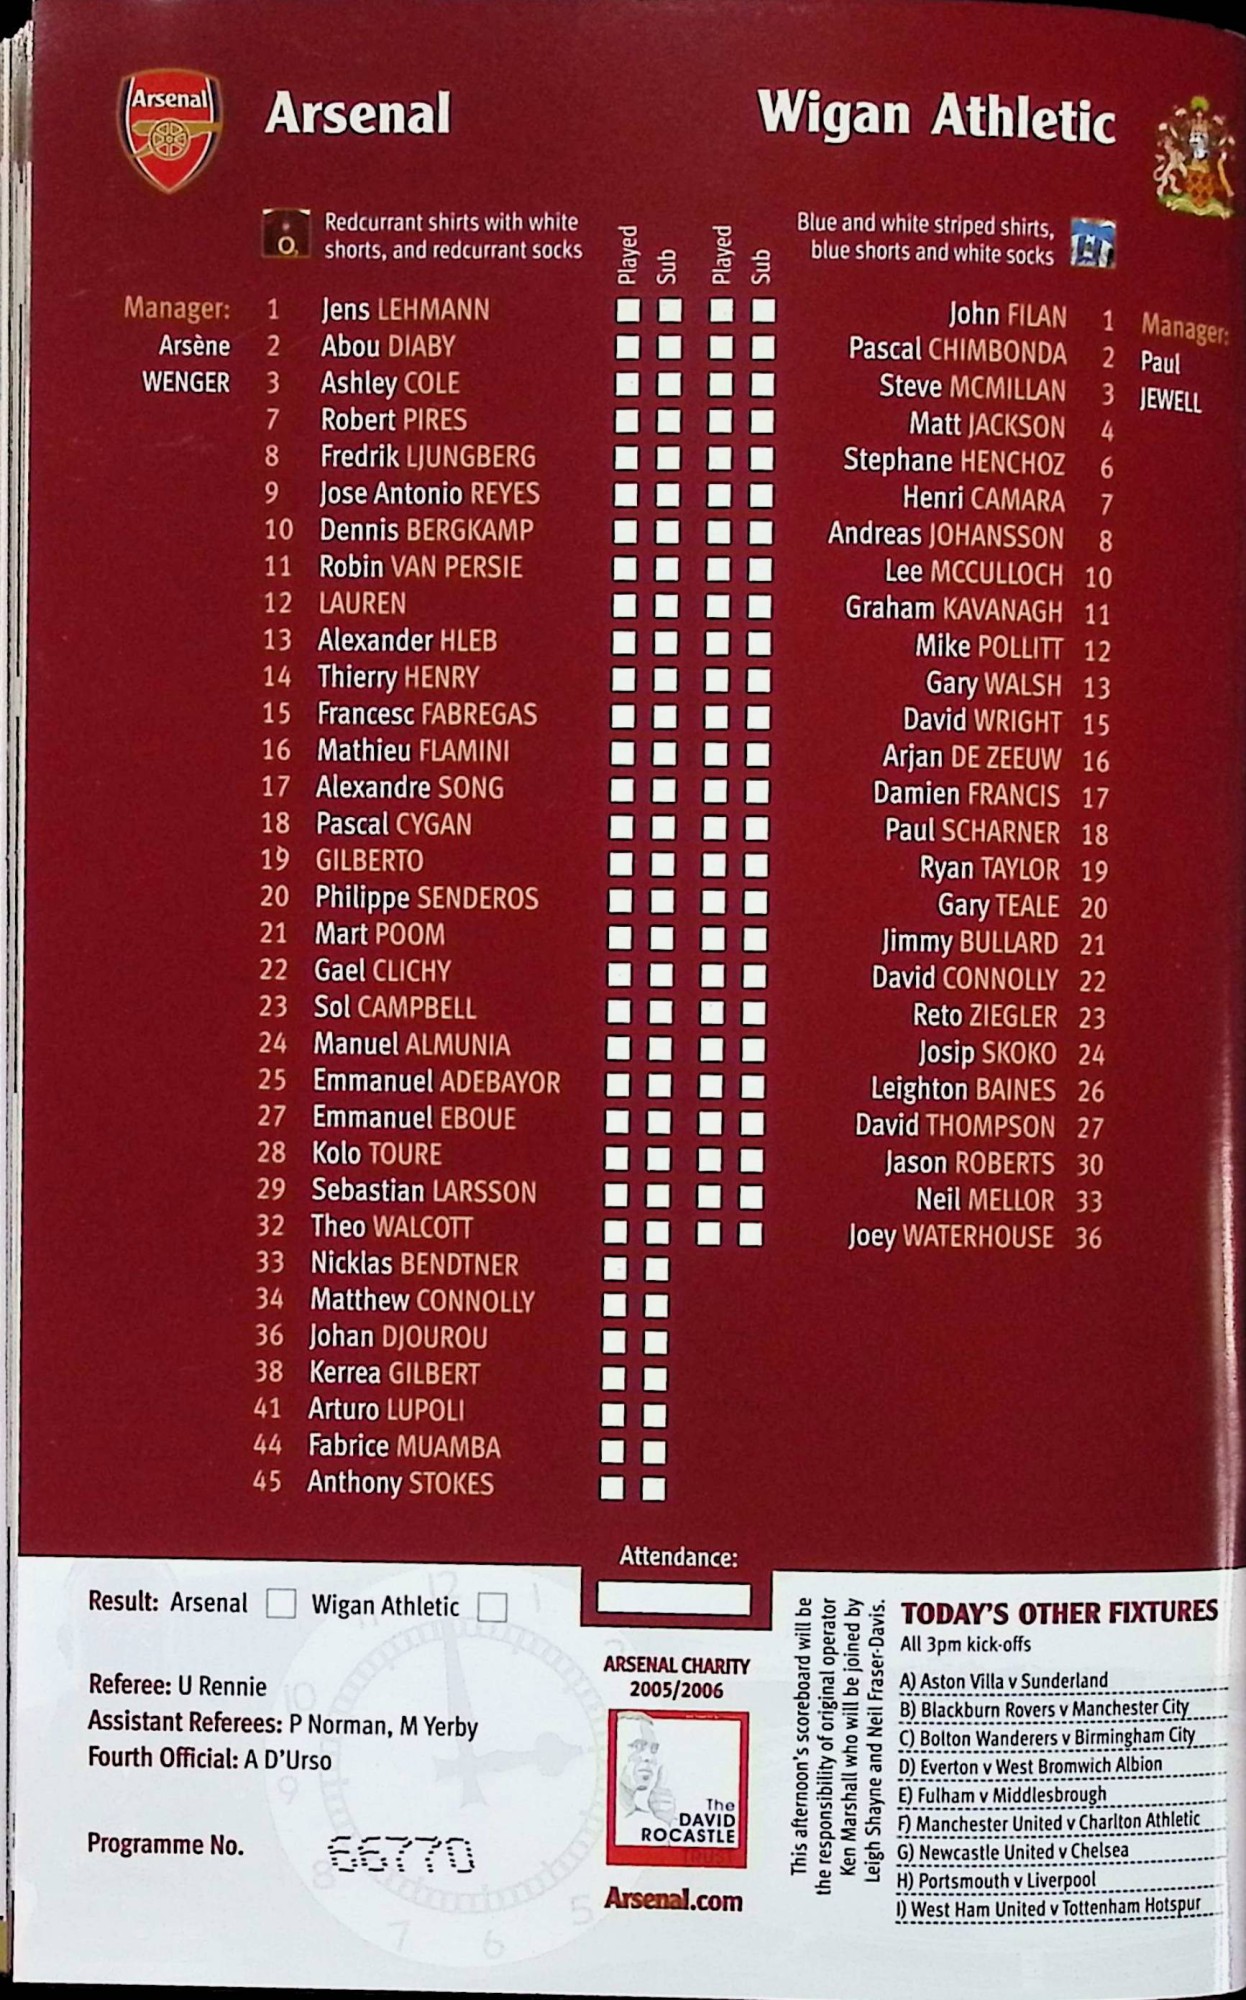 Arsenal
Arsenal
Wigan Athletic
O2
Redcurrant shirts with white
shorts, and redcurrant socks
Played
Sub
Played
Sub
Blue and white striped shirts,
blue shorts and white socks
Manager:
Arsène
WENGER
1 Jens LEHMANN
2 Abou DIABY
3 Ashley COLE
7 Robert PIRES
8 Fredrik LJUNGBERG
9 Jose Antonio REYES
10 Dennis BERGKAMP
11 Robin VAN PERSIE
12 LAUREN
13 Alexander HLEB
14 Thierry HENRY
15 Francesc FABREGAS
16 Mathieu FLAMINI
17 Alexandre SONG
18 Pascal CYGAN
19 GILBERTO
20 Philippe SENDEROS
21 Mart POOM
22 Gael CLICHY
23 Sol CAMPBELL
24 Manuel ALMUNIA
25 Emmanuel ADEBAYOR
27 Emmanuel EBOUE
28 Kolo TOURE
29 Sebastian LARSSON
32 Theo WALCOTT
33 Nicklas BENDTNER
34 Matthew CONNOLLY
36 Johan DJOUROU
38 Kerrea GILBERT
41 Arturo LUPOLI
44 Fabrice MUAMBA
45 Anthony STOKES
John FILAN 1
Pascal CHIMBONDA 2
Steve MCMILLAN 3
Matt JACKSON 4
Stephane HENCHOZ 6
Henri CAMARA 7
Andreas JOHANSSON 8
Lee MCCULLOCH 10
Graham KAVANAGH 11
Mike POLLITT 12
Gary WALSH 13
David WRIGHT 15
Arjan DE ZEEUW 16
Damien FRANCIS 17
Paul SCHARNER 18
Ryan TAYLOR 19
Gary TEALE 20
Jimmy BULLARD 21
David CONNOLLY 22
Reto ZIEGLER 23
Josip SKOKO 24
Leighton BAINES 26
David THOMPSON 27
Jason ROBERTS 30
Neil MELLOR 33
Joey WATERHOUSE 36
Manager:
Paul
JEWELL
Attendance:
Result: Arsenal Wigan Athletic
Referee: U Rennie
Assistant Referees: P Norman, M Yerby
Fourth Official: A D'Urso
Programme No. 66770
12
1
10
9
8
7
6
5
ARSENAL CHARITY
2005/2006
The
DAVID
ROCASTLE
TRUST
Arsenal.com
This afternoon's scoreboard will be
the responsibility of original operator
Ken Marshall who will be joined by
Leigh Shayne and Neil Fraser-Davis.
TODAY'S OTHER FIXTURES
All 3pm kick-offs
A) Aston Villa v Sunderland
B) Blackburn Rovers v Manchester City
C) Bolton Wanderers v Birmingham City
D) Everton v West Bromwich Albion
E) Fulham v Middlesbrough
F) Manchester United v Charlton Athletic
G) Newcastle United v Chelsea
H) Portsmouth v Liverpool
I) West Ham United v Tottenham Hotspur